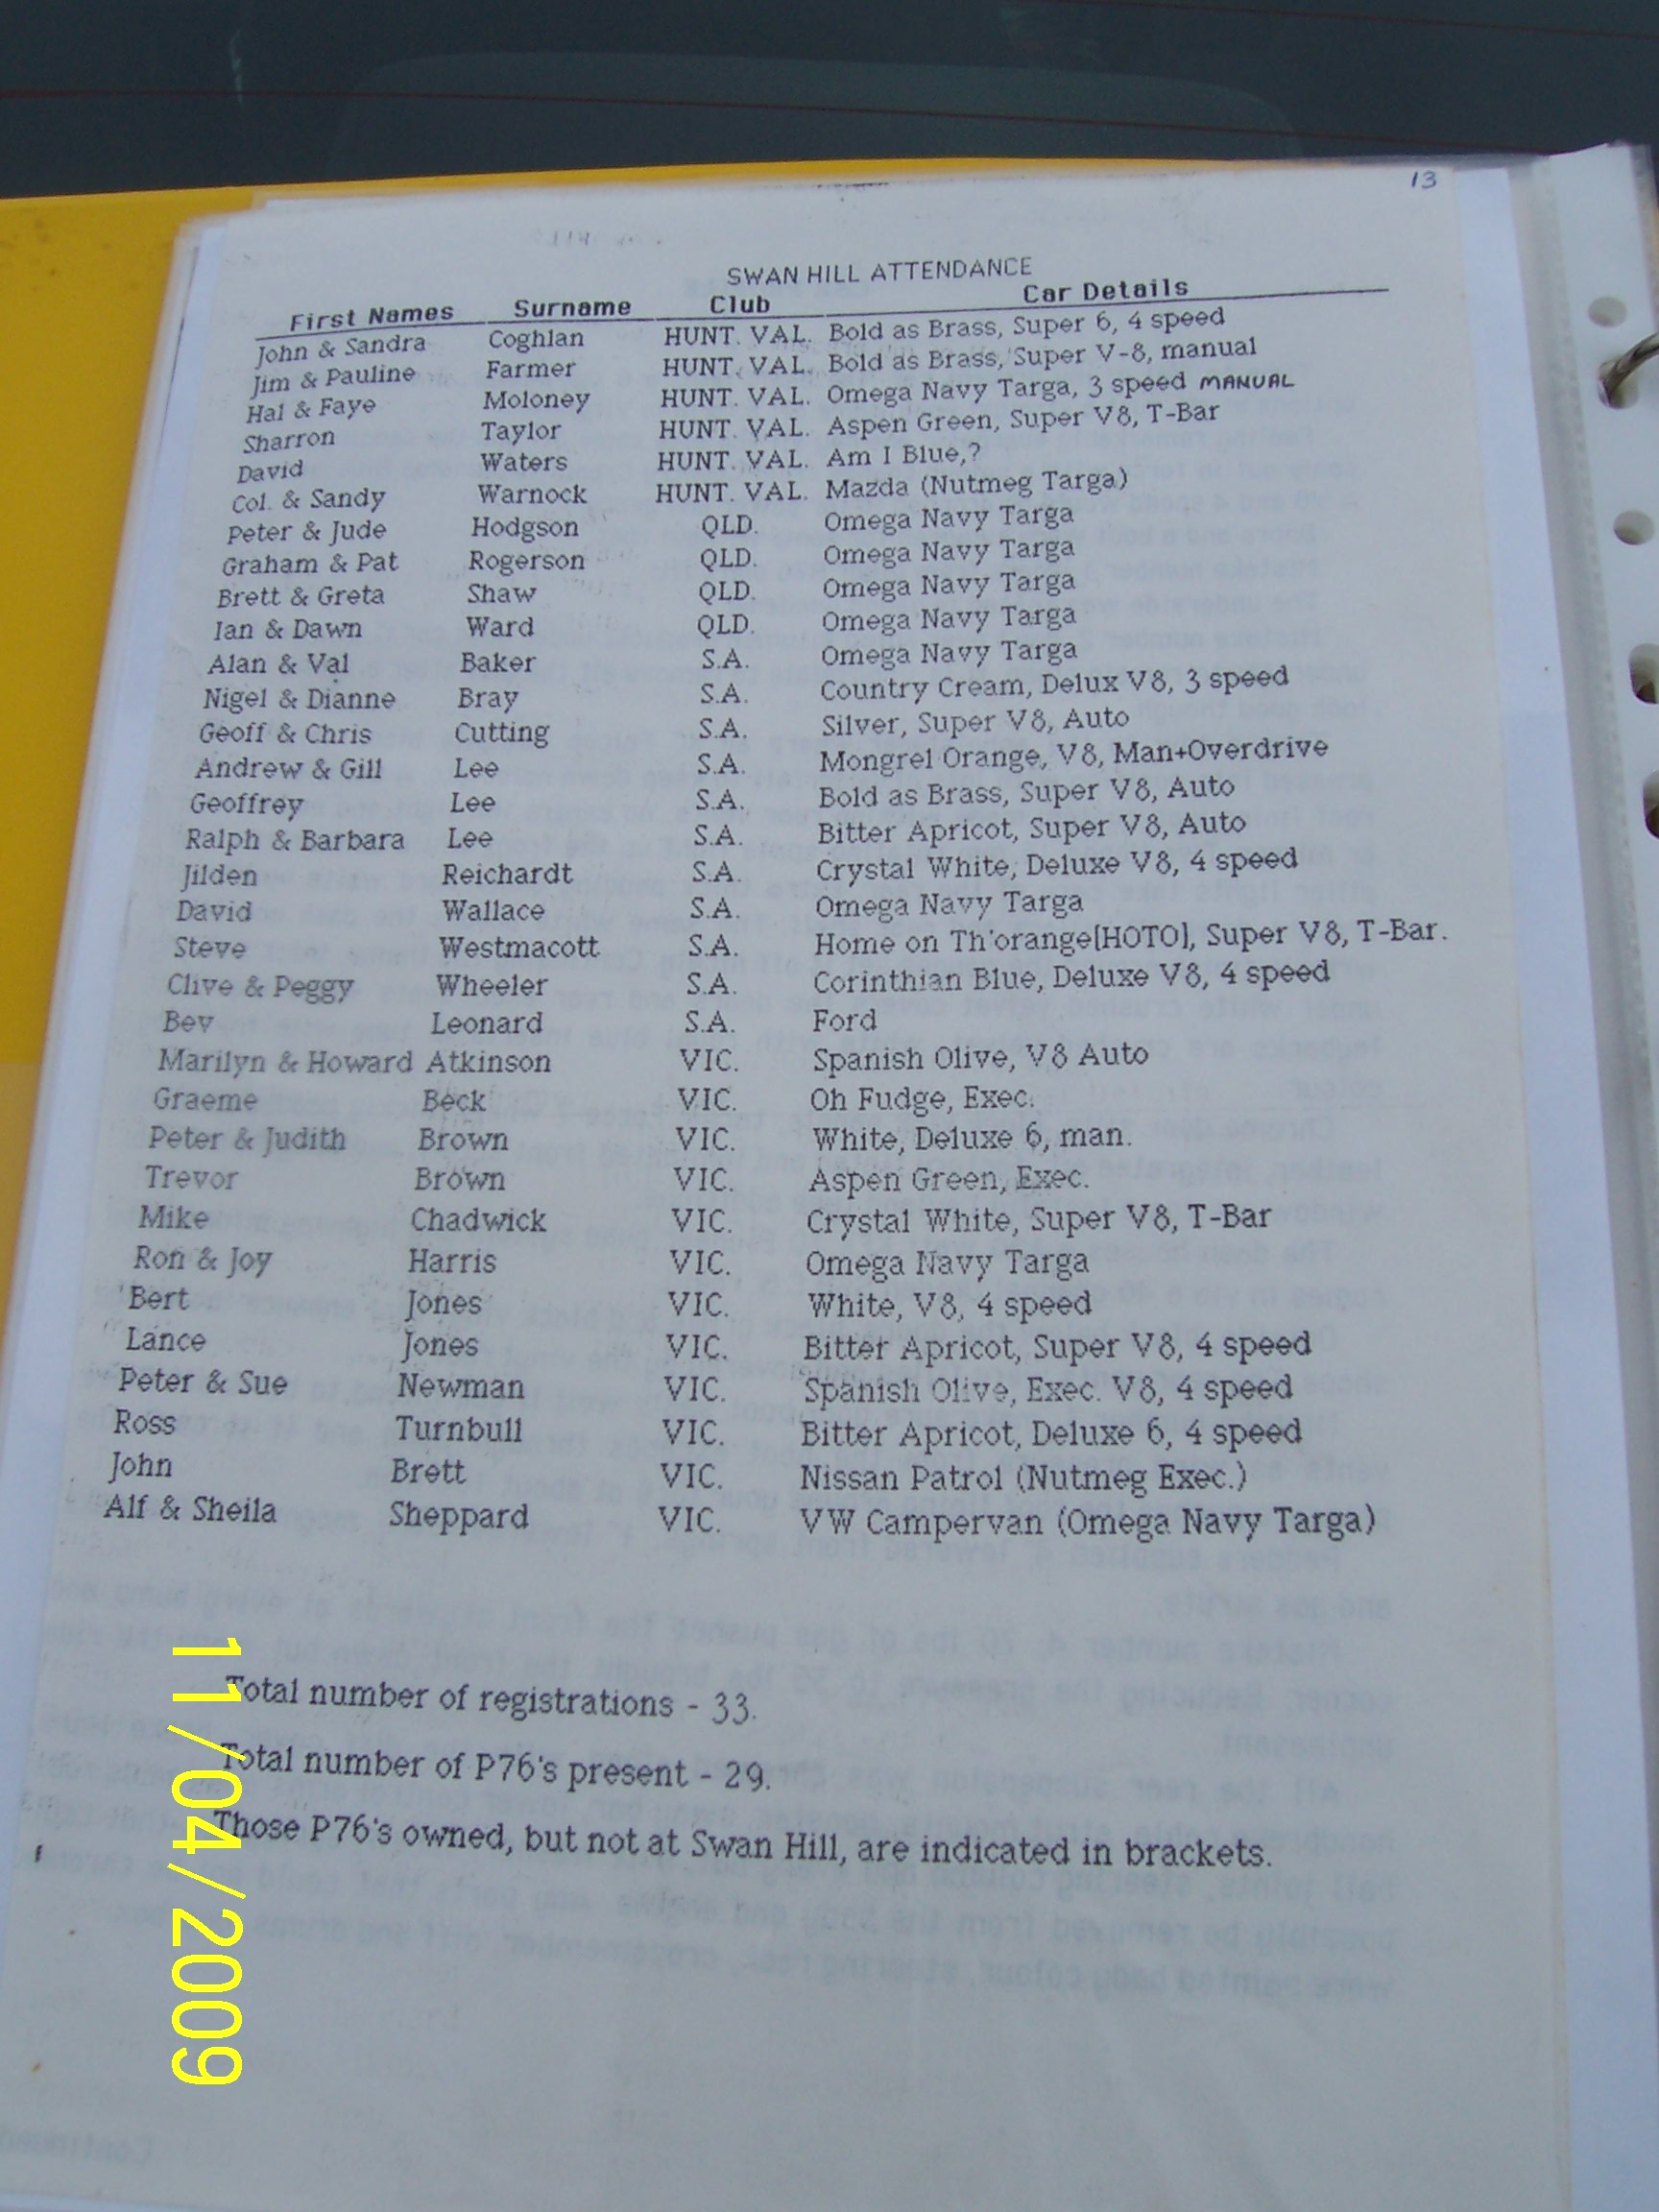 13
SWAN HILL ATTENDANCE
First Names Surname Club Car Details
John & Sandra Coghlan HUNT. VAL. Bold as Brass, Super 6, 4 speed
Jim & Pauline Farmer HUNT. VAL. Bold as Brass, Super V-8, manual
Hal & Faye Moloney HUNT. VAL. Omega Navy Targa, 3 speed MANUAL
Sharron Taylor HUNT. VAL. Aspen Green, Super V8, T-Bar
David Waters HUNT. VAL. Am I Blue,?
Col. & Sandy Warnock HUNT. VAL. Mazda (Nutmeg Targa)
Peter & Jude Hodgson QLD. Omega Navy Targa
Graham & Pat Rogerson QLD. Omega Navy Targa
Brett & Greta Shaw QLD. Omega Navy Targa
Ian & Dawn Ward QLD. Omega Navy Targa
Alan & Val Baker S.A. Omega Navy Targa
Nigel & Dianne Bray S.A. Country Cream, Delux V8, 3 speed
Geoff & Chris Cutting S.A. Silver, Super V8, Auto
Andrew & Gill Lee S.A. Mongrel Orange, V8, Man+Overdrive
Geoffrey Lee S.A. Bold as Brass, Super V8, Auto
Ralph & Barbara Lee S.A. Bitter Apricot, Super V8, Auto
Jilden Reichardt S.A. Crystal White, Deluxe V8, 4 speed
David Wallace S.A. Omega Navy Targa
Steve Westmacott S.A. Home on Th'orange[HOTO], Super V8, T-Bar.
Clive & Peggy Wheeler S.A. Corinthian Blue, Deluxe V8, 4 speed
Bev Leonard S.A. Ford
Marilyn & Howard Atkinson VIC. Spanish Olive, V8 Auto
Graeme Beck VIC. Oh Fudge, Exec.
Peter & Judith Brown VIC. White, Deluxe 6, man.
Trevor Brown VIC. Aspen Green, Exec.
Mike Chadwick VIC. Crystal White, Super V8, T-Bar
Ron & Joy Harris VIC. Omega Navy Targa
Bert Jones VIC. White, V8, 4 speed
Lance Jones VIC. Bitter Apricot, Super V8, 4 speed
Peter & Sue Newman VIC. Spanish Olive, Exec. V8, 4 speed
Ross Turnbull VIC. Bitter Apricot, Deluxe 6, 4 speed
John Brett VIC. Nissan Patrol (Nutmeg Exec.)
Alf & Sheila Sheppard VIC. VW Campervan (Omega Navy Targa)
Total number of registrations - 33.
Total number of P76's present - 29.
Those P76's owned, but not at Swan Hill, are indicated in brackets.
11/04/2009